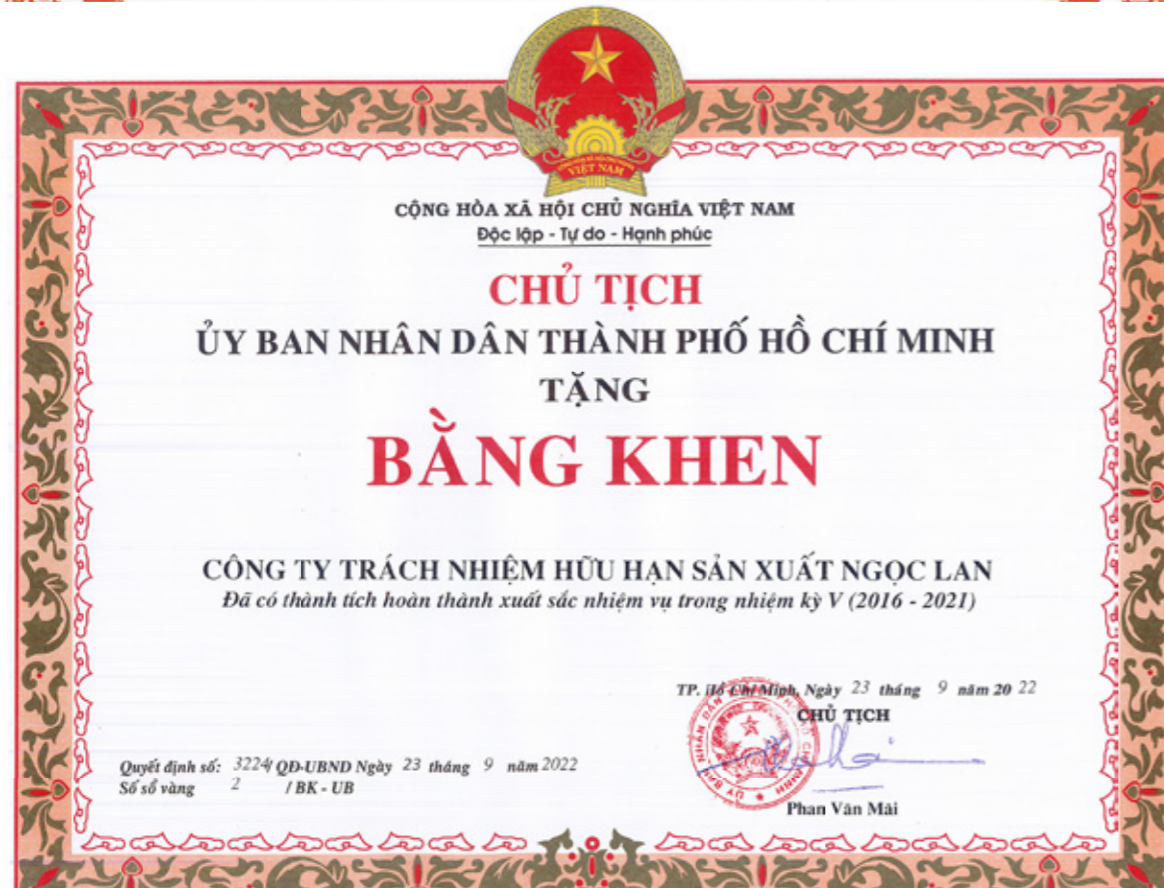 VIỆT NAM
CỘNG HÒA XÃ HỘI CHỦ NGHĨA VIỆT NAM
Độc lập - Tự do - Hạnh phúc
CHỦ TỊCH
ỦY BAN NHÂN DÂN THÀNH PHỐ HỒ CHÍ MINH
TẶNG
BẰNG KHEN
CÔNG TY TRÁCH NHIỆM HỮU HẠN SẢN XUẤT NGỌC LAN
Đã có thành tích hoàn thành xuất sắc nhiệm vụ trong nhiệm kỳ V (2016 - 2021)
TP. Hồ Chí Minh, Ngày 23 tháng 9 năm 20 22
CHỦ TỊCH
Quyết định số: 3224/ QĐ-UBND Ngày 23 tháng 9 năm 2022
Số sổ vàng 2 / BK - UB
Phan Văn Mãi